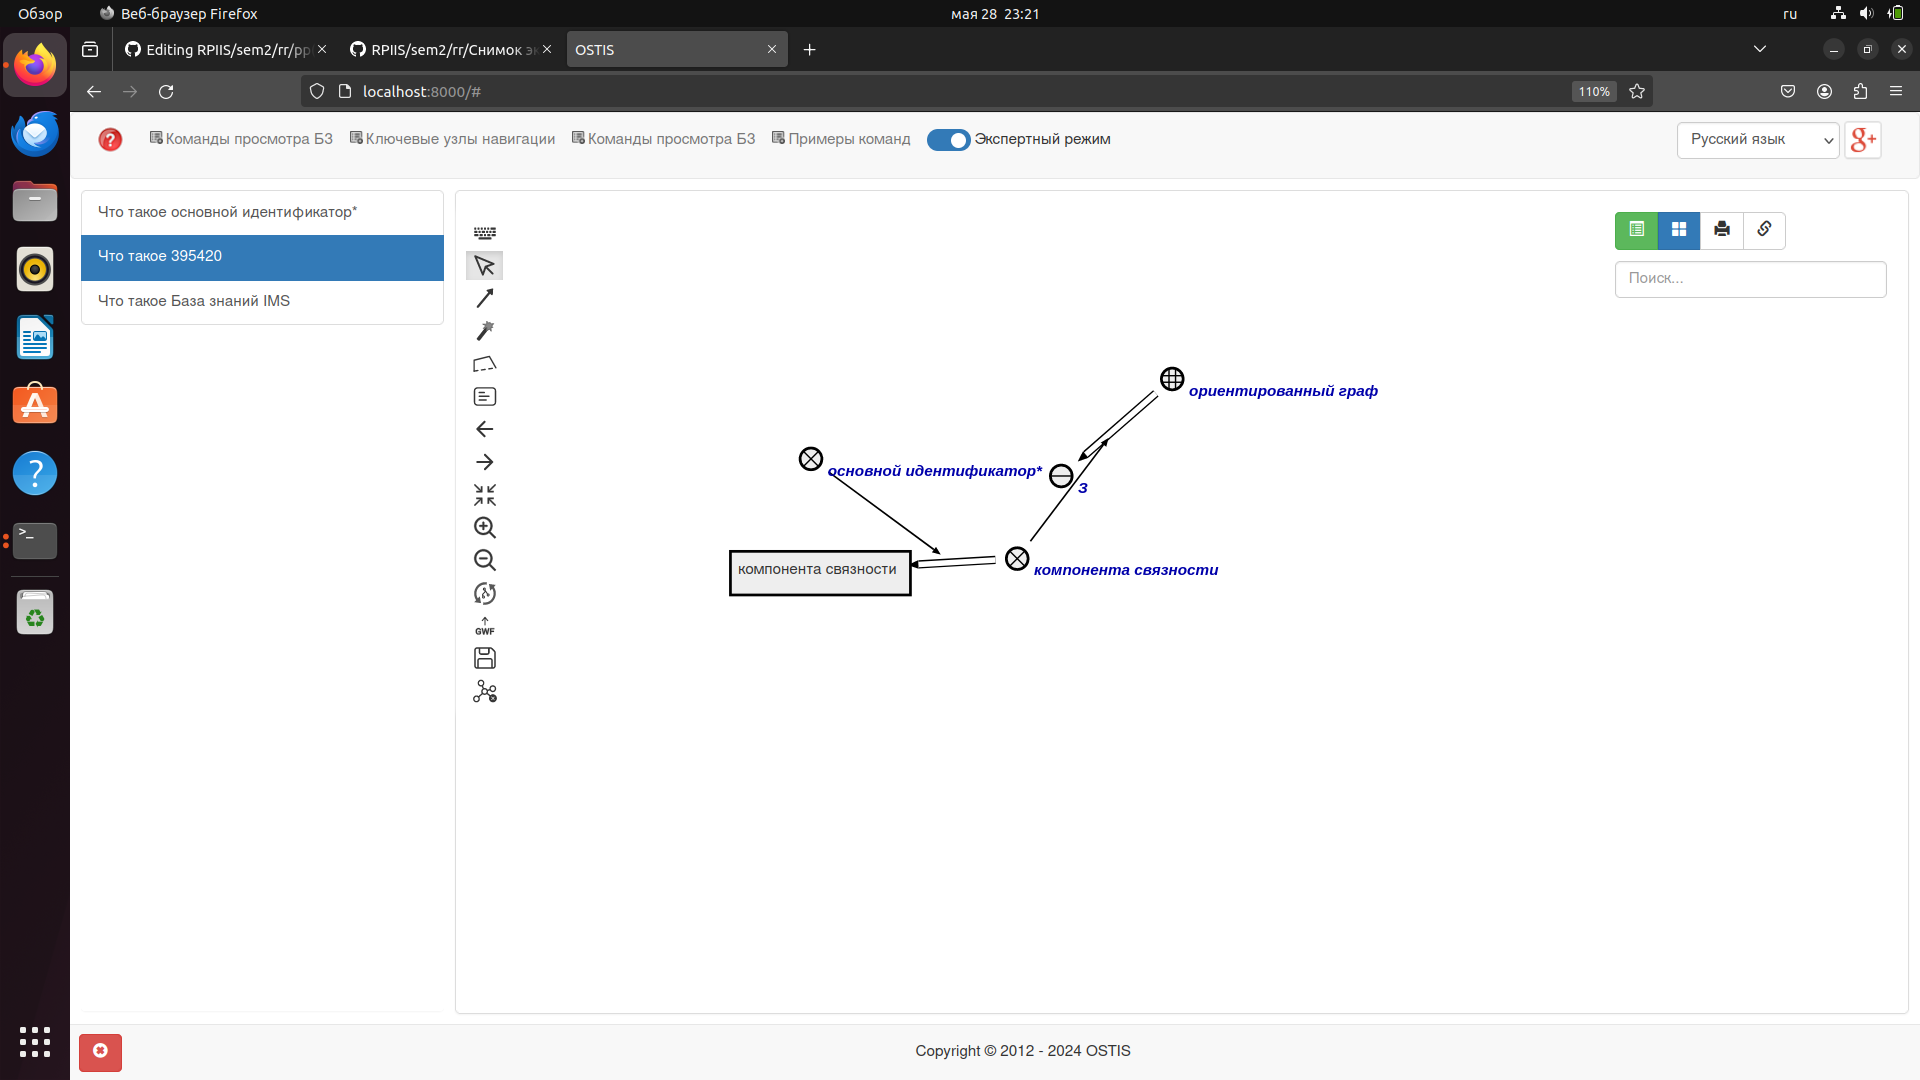 Обзор
Веб-браузер Firefox
мая 28 23:21
ru
Editing RPIIS/sem2/rr/pp
RPIIS/sem2/rr/Снимок эк
OSTIS
localhost:8000/#
110%
Команды просмотра БЗ
Ключевые узлы навигации
Команды просмотра БЗ
Примеры команд
Экспертный режим
Русский язык
g+
Что такое основной идентификатор*
Что такое 395420
Что такое База знаний IMS
Поиск...
ориентированный граф
основной идентификатор*
3
компонента связности
компонента связности
GWF
Copyright © 2012 - 2024 OSTIS